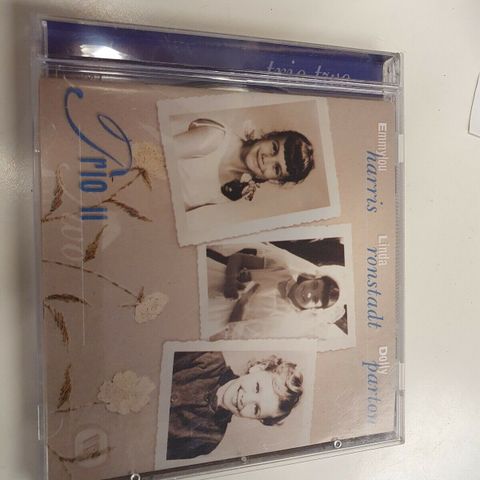 Emmylou Linda Dolly
harris ronstadt parton
Trio II